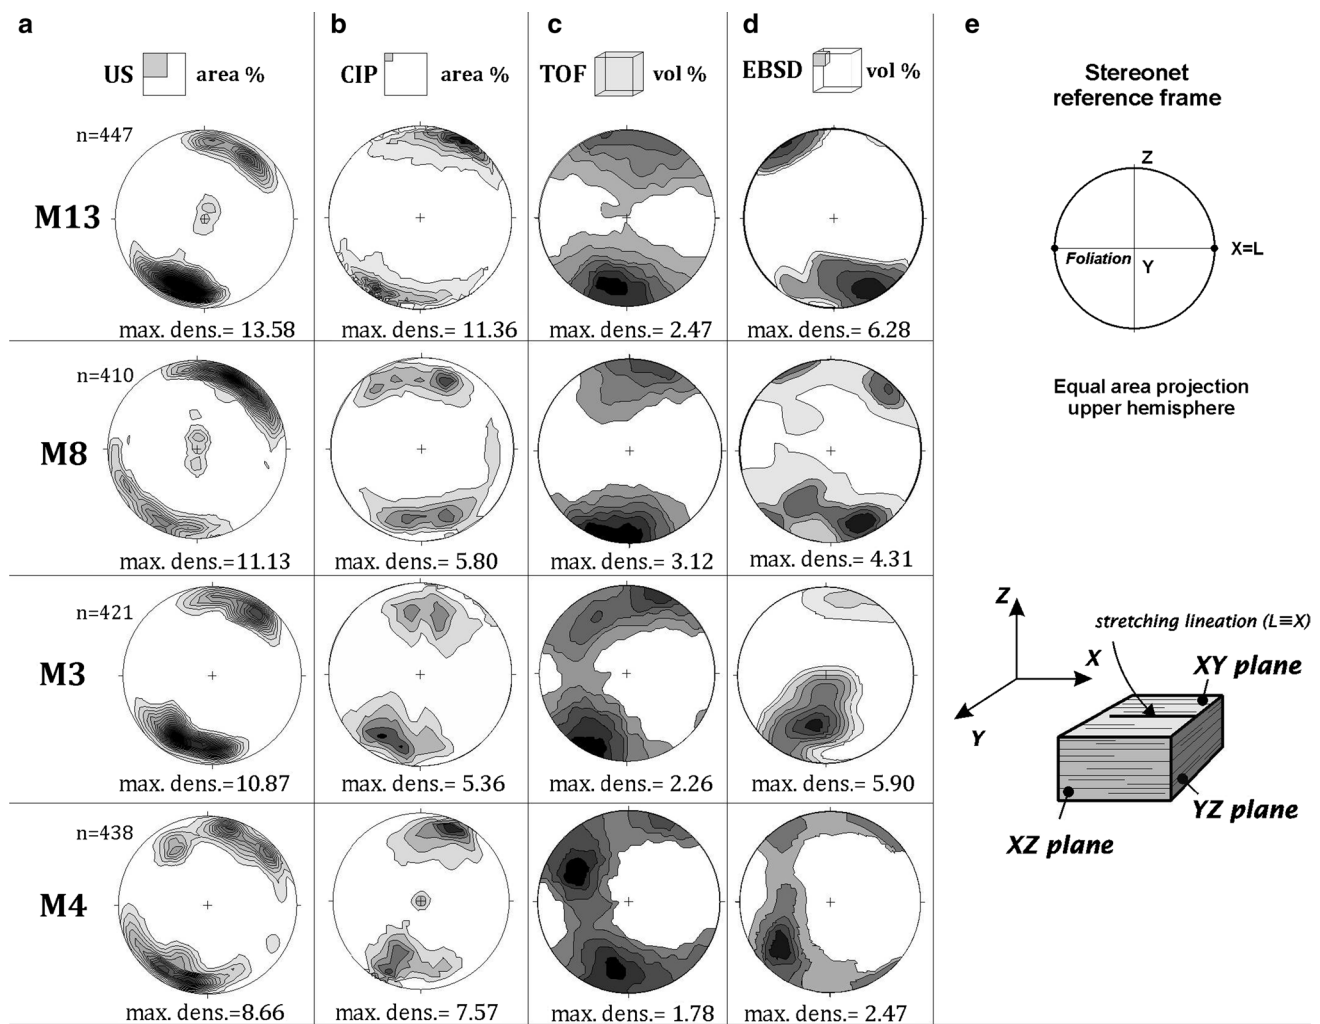 a b c d e
US area %
CIP area %
TOF vol %
EBSD vol %
Stereonet
reference frame
Z
Foliation
Y
X=L
Equal area projection
upper hemisphere
M13
n=447
max. dens.= 13.58
max. dens.= 11.36
max. dens.= 2.47
max. dens.= 6.28
M8
n=410
max. dens.=11.13
max. dens.= 5.80
max. dens.= 3.12
max. dens.= 4.31
M3
n=421
max. dens.=10.87
max. dens.= 5.36
max. dens.= 2.26
max. dens.= 5.90
M4
n=438
max. dens.=8.66
max. dens.= 7.57
max. dens.= 1.78
max. dens.= 2.47
Z
X
Y
stretching lineation (L≡X)
XY plane
YZ plane
XZ plane